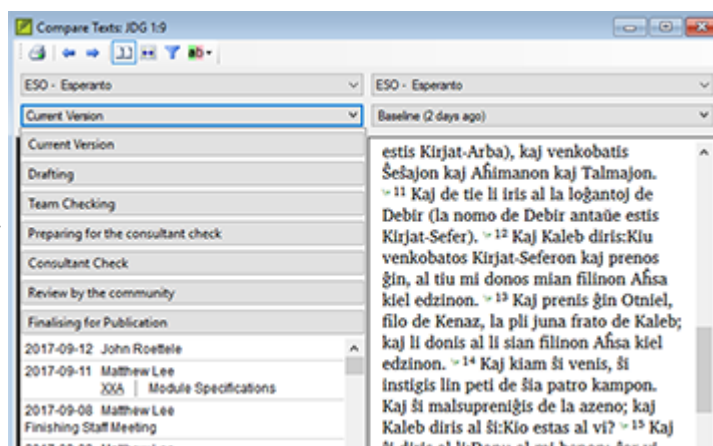 Compare Texts: JDG 1:9
ESO - Esperanto
ESO - Esperanto
Current Version
Baseline (2 days ago)
Current Version
Drafting
Team Checking
Preparing for the consultant check
Consultant Check
Review by the community
Finalising for Publication
2017-09-12 John Roettele
2017-09-11 Matthew Lee
XXA | Module Specifications
2017-09-08 Matthew Lee
Finishing Staff Meeting
estis Kirjat-Arba), kaj venkobatis
Ŝeŝajon kaj Aĥimanon kaj Talmajon.
11 Kaj de tie li iris al la loĝantoj de
Debir (la nomo de Debir antaŭe estis
Kirjat-Sefer). 12 Kaj Kaleb diris:Kiu
venkobatos Kirjat-Seferon kaj prenos
ĝin, al tiu mi donos mian filinon Aĥsa
kiel edzinon. 13 Kaj prenis ĝin Otniel,
filo de Kenaz, la pli juna frato de Kaleb;
kaj li donis al li sian filinon Aĥsa kiel
edzinon. 14 Kaj kiam ŝi venis, ŝi
instigis lin peti de ŝia patro kampon.
Kaj ŝi malsupreniĝis de la azeno; kaj
Kaleb diris al ŝi:Kio estas al vi? 15 Kaj